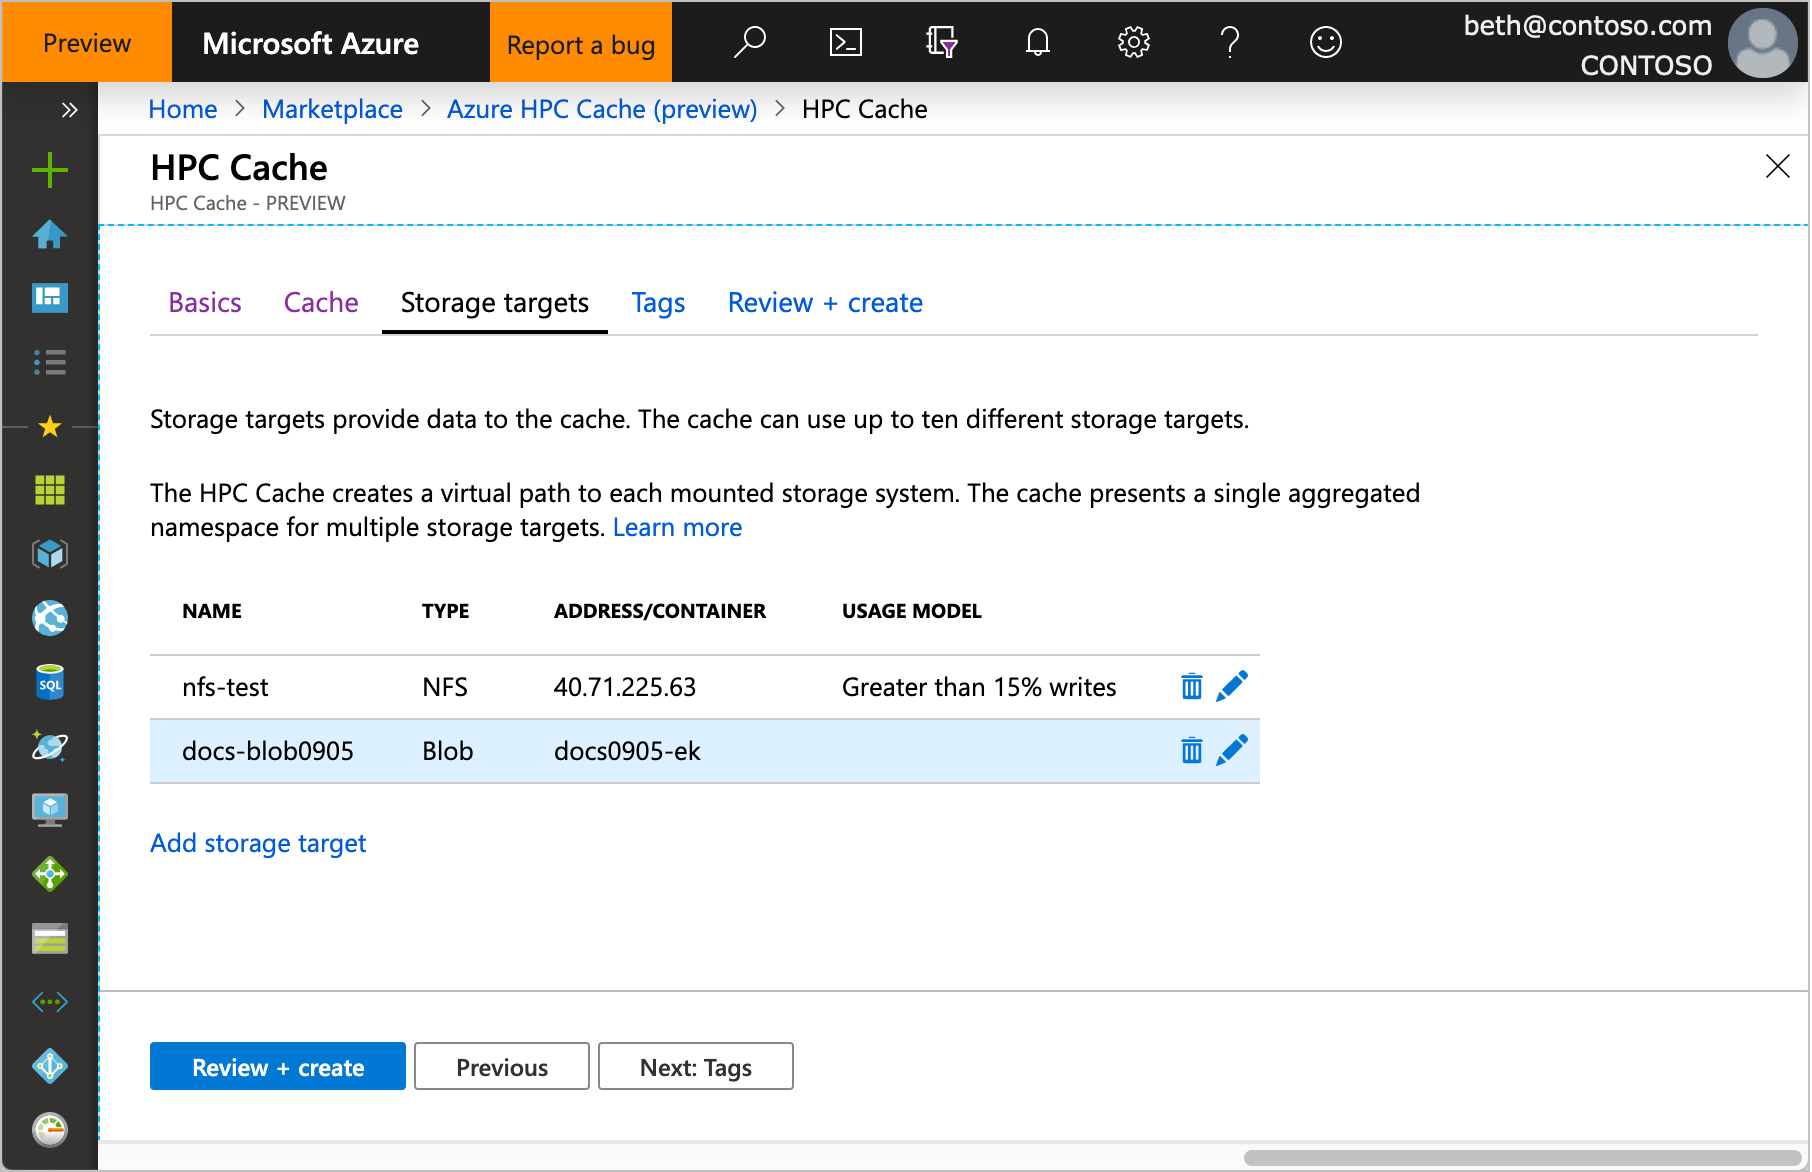 Preview
Microsoft Azure
Report a bug
beth@contoso.com
CONTOSO
Home > Marketplace > Azure HPC Cache (preview) > HPC Cache
HPC Cache
HPC Cache - PREVIEW
Basics Cache Storage targets Tags Review + create
Storage targets provide data to the cache. The cache can use up to ten different storage targets.
The HPC Cache creates a virtual path to each mounted storage system. The cache presents a single aggregated
namespace for multiple storage targets. Learn more
NAME TYPE ADDRESS/CONTAINER USAGE MODEL
nfs-test NFS 40.71.225.63 Greater than 15% writes
docs-blob0905 Blob docs0905-ek
SQL
Add storage target
Review + create Previous Next: Tags